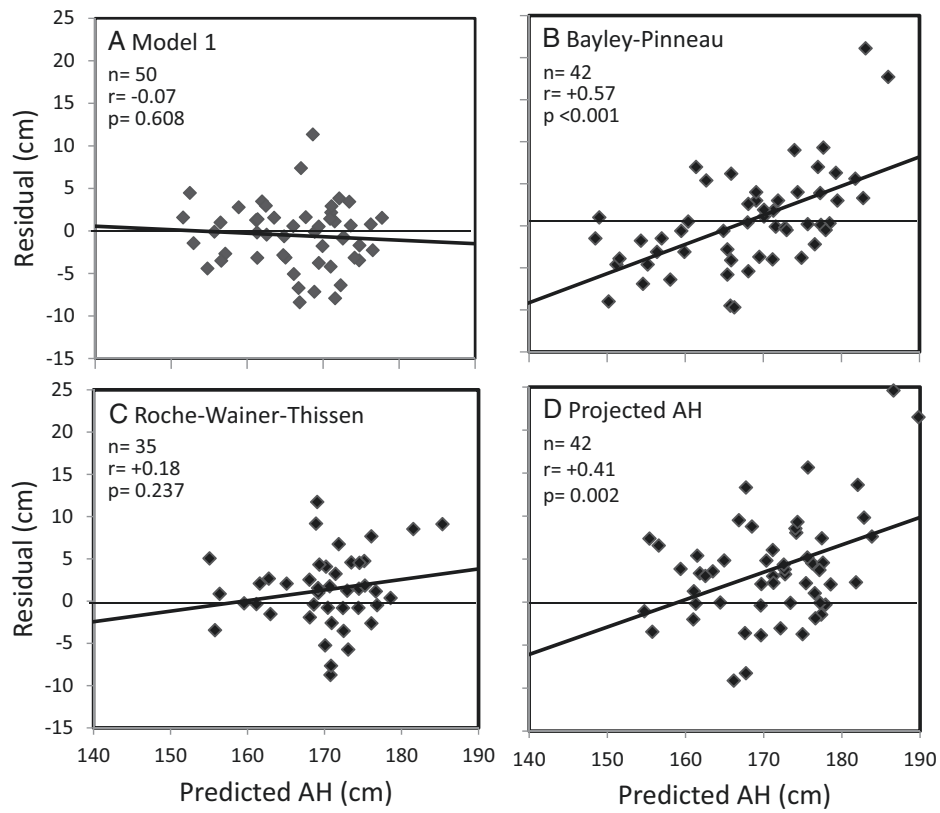 25
20
15
10
5
0
-5
-10
-15
Residual (cm)
A Model 1
n= 50
r= -0.07
p= 0.608
B Bayley-Pinneau
n= 42
r= +0.57
p <0.001
25
20
15
10
5
0
-5
-10
-15
Residual (cm)
C Roche-Wainer-Thissen
n= 35
r= +0.18
p= 0.237
D Projected AH
n= 42
r= +0.41
p= 0.002
140 150 160 170 180 190
140 150 160 170 180 190
Predicted AH (cm)
Predicted AH (cm)